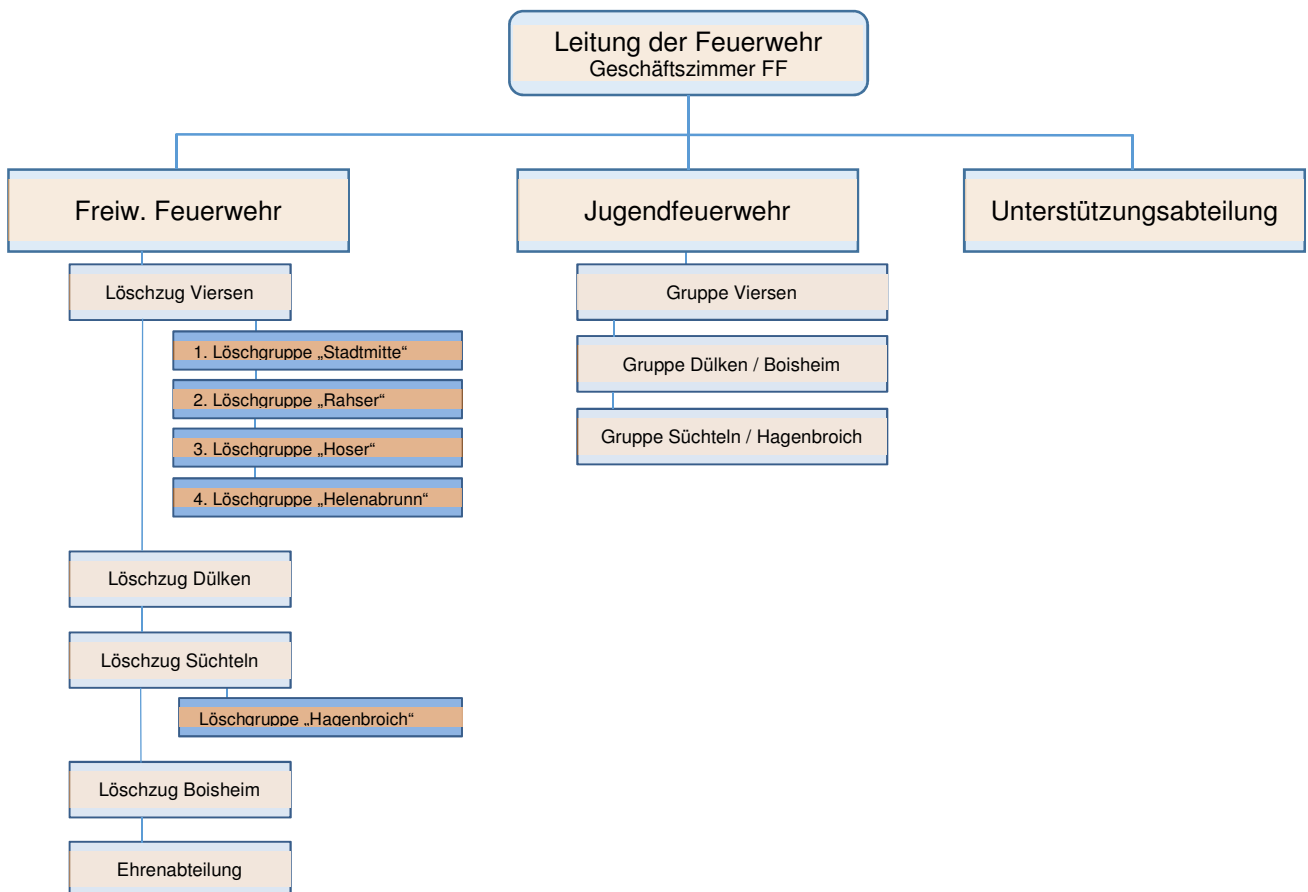 Leitung der Feuerwehr
Geschäftszimmer FF
Freiw. Feuerwehr
Jugendfeuerwehr
Unterstützungsabteilung
Löschzug Viersen
1. Löschgruppe „Stadtmitte“
2. Löschgruppe „Rahser“
3. Löschgruppe „Hoser“
4. Löschgruppe „Helenabrunn“
Löschzug Dülken
Löschzug Süchteln
Löschgruppe „Hagenbroich“
Löschzug Boisheim
Ehrenabteilung
Gruppe Viersen
Gruppe Dülken / Boisheim
Gruppe Süchteln / Hagenbroich